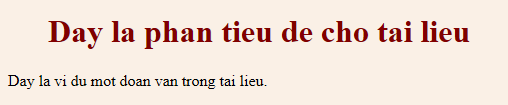 Day la phan tieu de cho tai lieu
Day la vi du mot doan van trong tai lieu.